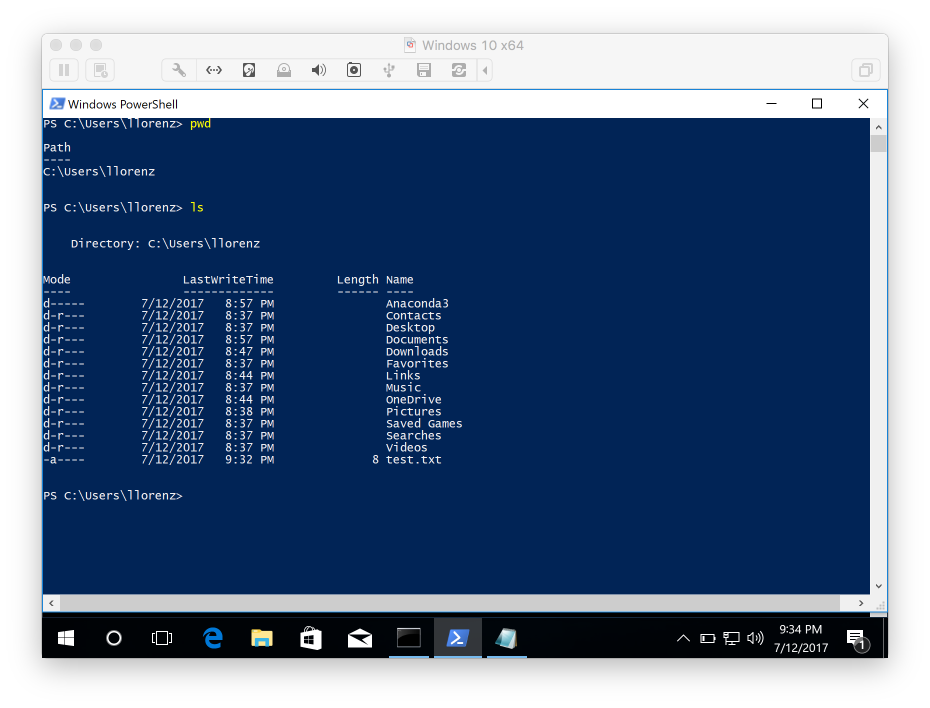 Windows 10 x64
Windows PowerShell
PS C:\Users\llorenz> pwd
Path
----
C:\Users\llorenz
PS C:\Users\llorenz> ls
    Directory: C:\Users\llorenz
Mode                LastWriteTime         Length Name
----                -------------         ------ ----
d-----        7/12/2017   8:57 PM                Anaconda3
d-r---        7/12/2017   8:37 PM                Contacts
d-r---        7/12/2017   8:37 PM                Desktop
d-r---        7/12/2017   8:57 PM                Documents
d-r---        7/12/2017   8:47 PM                Downloads
d-r---        7/12/2017   8:37 PM                Favorites
d-r---        7/12/2017   8:44 PM                Links
d-r---        7/12/2017   8:37 PM                Music
d-r---        7/12/2017   8:44 PM                OneDrive
d-r---        7/12/2017   8:38 PM                Pictures
d-r---        7/12/2017   8:37 PM                Saved Games
d-r---        7/12/2017   8:37 PM                Searches
d-r---        7/12/2017   8:37 PM                Videos
-a----        7/12/2017   9:32 PM              8 test.txt
PS C:\Users\llorenz>
9:34 PM
7/12/2017
1